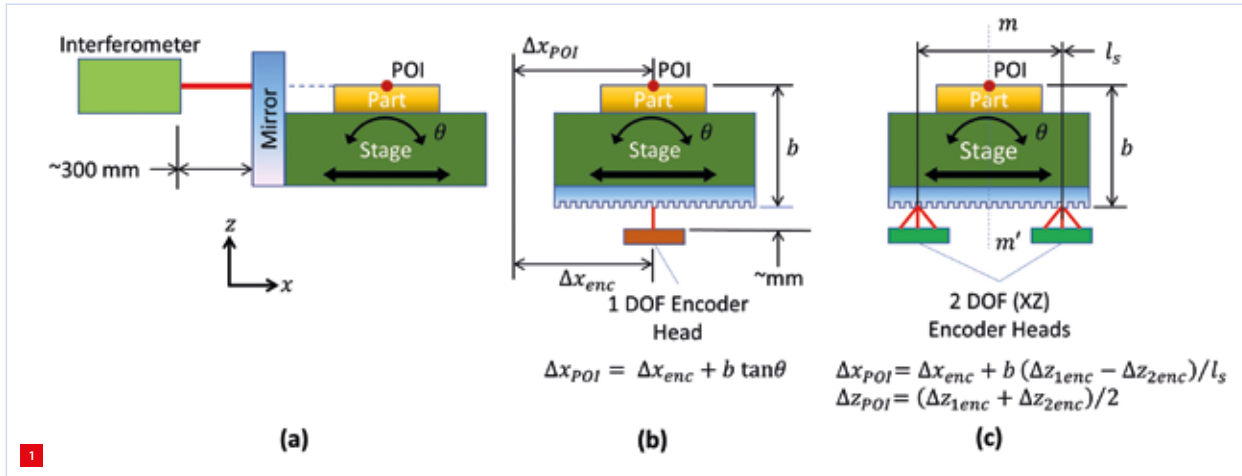 Interferometer
Mirror
POI
Part
θ
Stage
~300 mm
z
x
(a)
Δx_POI
POI
Part
θ
Stage
b
Δx_enc
~mm
1 DOF Encoder
Head
Δx_POI = Δx_enc + b tanθ
(b)
m
l_s
POI
Part
θ
Stage
b
m′
2 DOF (XZ)
Encoder Heads
Δx_POI = Δx_enc + b (Δz_1enc − Δz_2enc)/l_s
Δz_POI = (Δz_1enc + Δz_2enc)/2
(c)
1